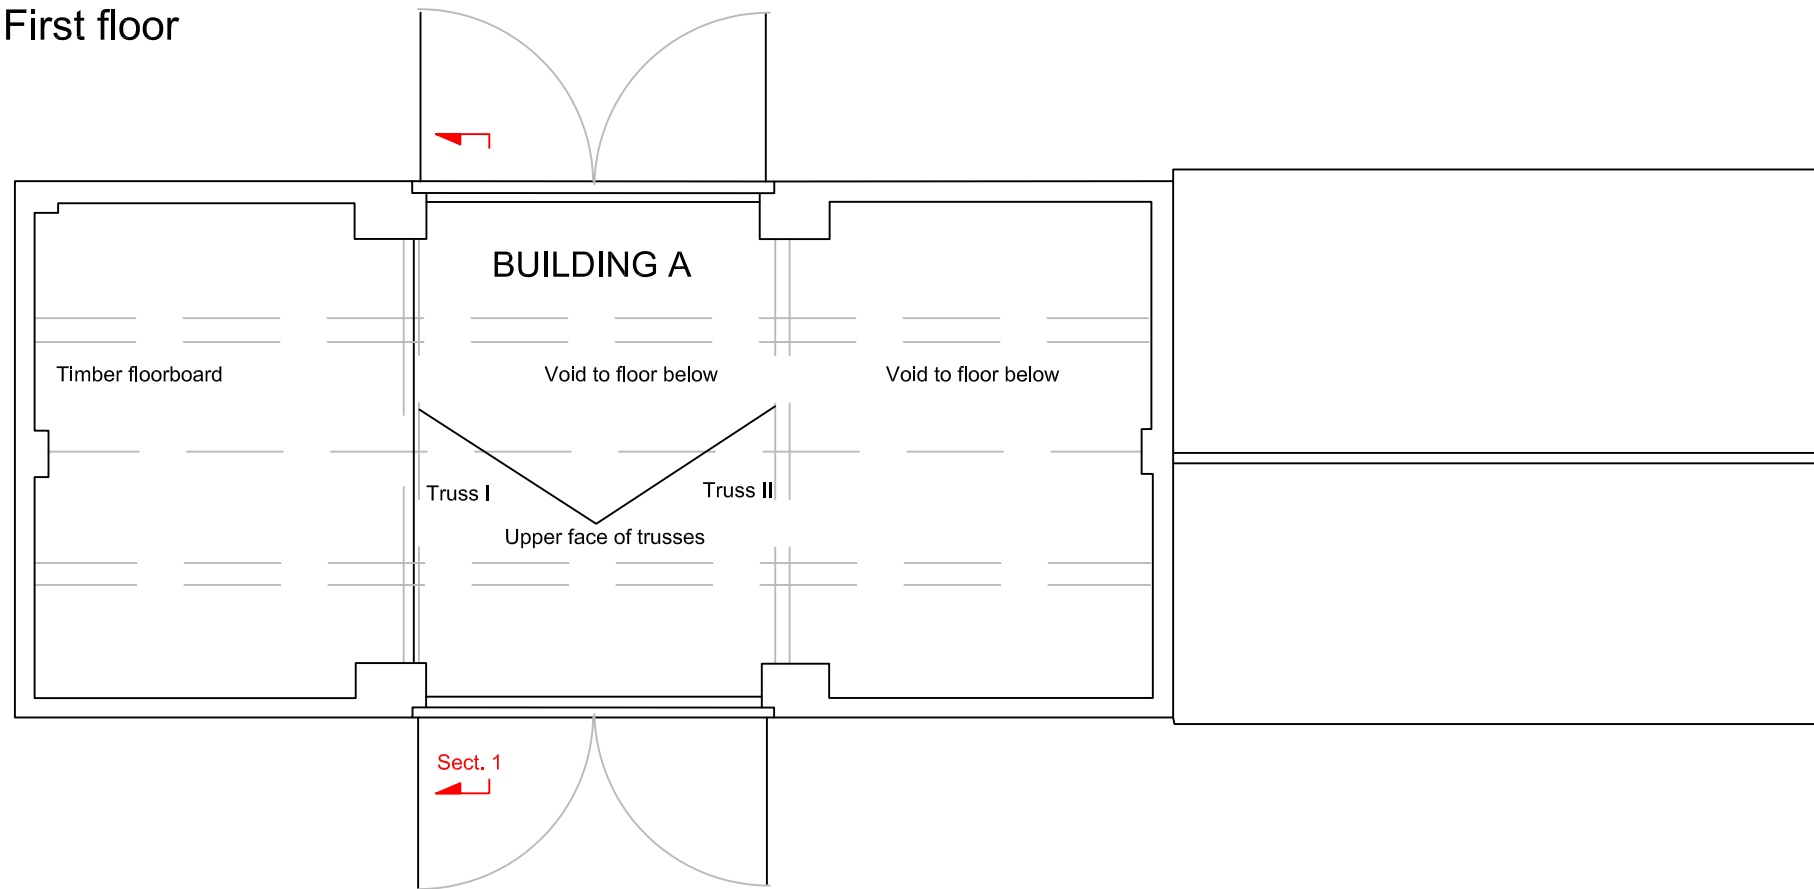 First floor
BUILDING A
Timber floorboard
Void to floor below
Void to floor below
Truss I
Truss II
Upper face of trusses
Sect. 1